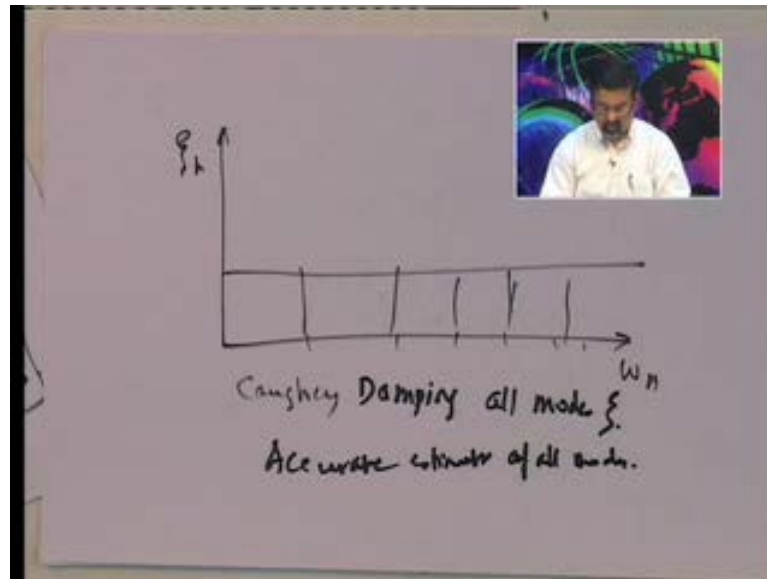 ξₙ
ωₙ
Caughey Damping all mode ξ.
Accurate estimate of all modes.